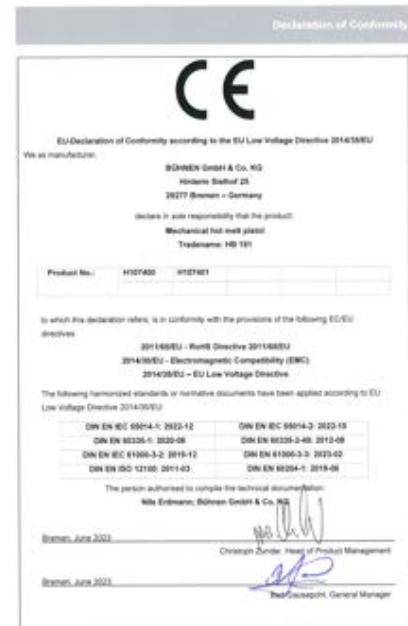 Declaration of Conformity
CE
EU-Declaration of Conformity according to the EU Low Voltage Directive 2014/35/EU
We as manufacturer,
BÜHNEN GmbH & Co. KG
Hinterm Sielhof 25
28277 Bremen – Germany
declare in sole responsibility that the product:
Mechanical hot melt pistol
Tradename: HB 191
Product No.: H107400 H107401
to which this declaration refers, is in conformity with the provisions of the following EC/EU
directives.
2011/65/EU - RoHS Directive 2011/65/EU
2014/30/EU - Electromagnetic Compatibility (EMC)
2014/35/EU – EU Low Voltage Directive
The following harmonized standards or normative documents have been applied according to EU
Low Voltage Directive 2014/35/EU:
DIN EN IEC 55014-1: 2022-12 DIN EN IEC 55014-2: 2022-10
DIN EN 60335-1: 2020-08 DIN EN 60335-2-45: 2012-08
DIN EN IEC 61000-3-2: 2019-12 DIN EN 61000-3-3: 2023-02
DIN EN ISO 12100: 2011-03 DIN EN 60204-1: 2019-06
The person authorised to compile the technical documentation:
Nils Erdmann; Bühnen GmbH & Co. KG
Bremen, June 2023
Christoph Zunder, Head of Product Management
Bremen, June 2023
Gausepohl, General Manager